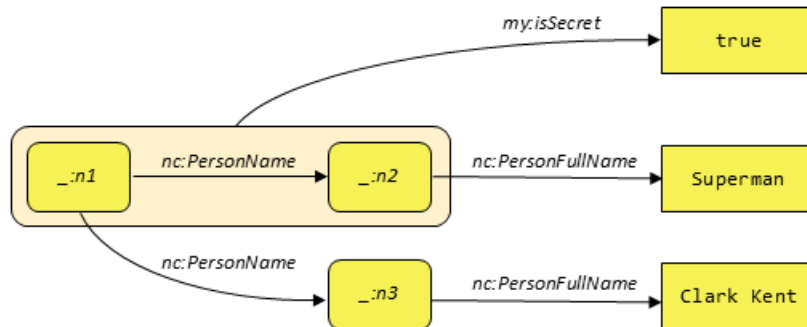 my:isSecret
true
_:n1
nc:PersonName
_:n2
nc:PersonFullName
Superman
nc:PersonName
_:n3
nc:PersonFullName
Clark Kent